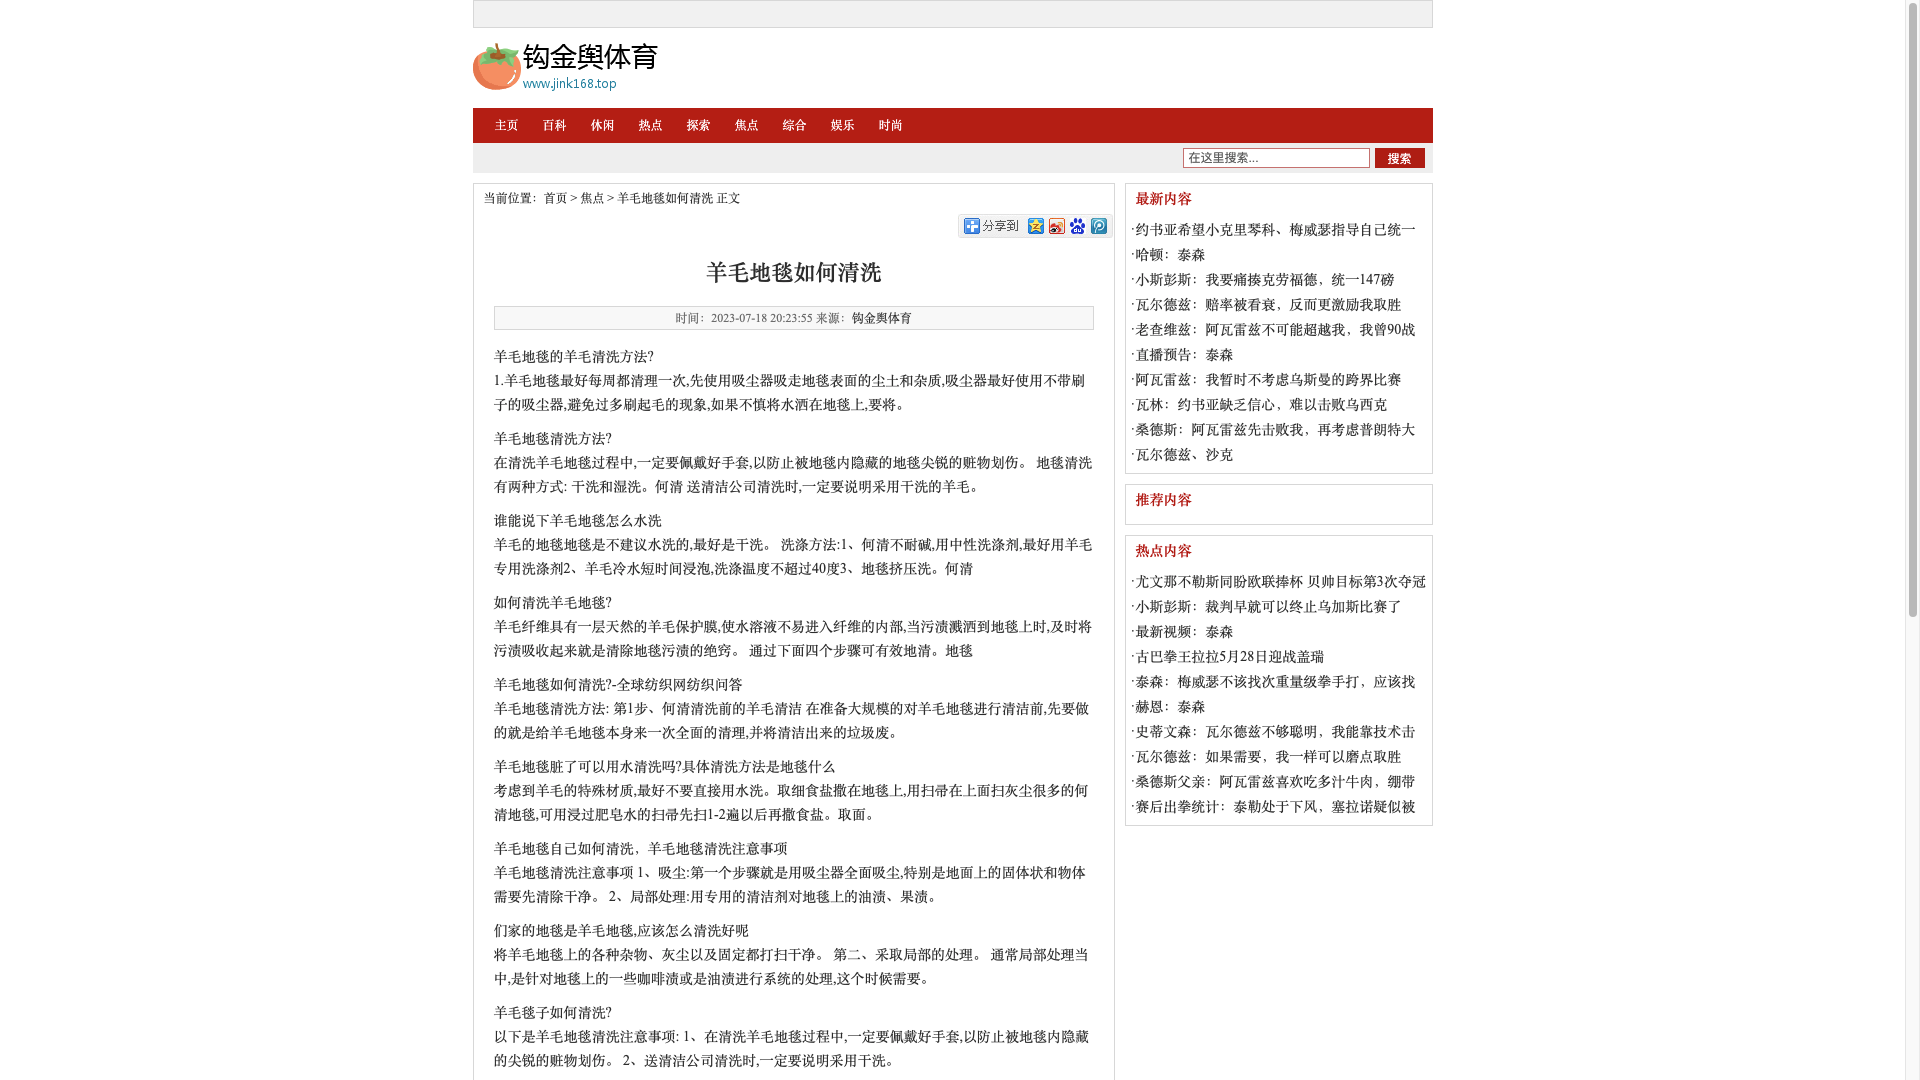 钩金舆体育
www.jink168.top
主页 百科 休闲 热点 探索 焦点 综合 娱乐 时尚
在这里搜索... 搜索
当前位置：首页 > 焦点 > 羊毛地毯如何清洗 正文
分享到
羊毛地毯如何清洗
时间：2023-07-18 20:23:55 来源：钩金舆体育
羊毛地毯的羊毛清洗方法?
1.羊毛地毯最好每周都清理一次,先使用吸尘器吸走地毯表面的尘土和杂质,吸尘器最好使用不带刷
子的吸尘器,避免过多刷起毛的现象,如果不慎将水洒在地毯上,要将。
羊毛地毯清洗方法?
在清洗羊毛地毯过程中,一定要佩戴好手套,以防止被地毯内隐藏的地毯尖锐的赃物划伤。 地毯清洗
有两种方式: 干洗和湿洗。何清 送清洁公司清洗时,一定要说明采用干洗的羊毛。
谁能说下羊毛地毯怎么水洗
羊毛的地毯地毯是不建议水洗的,最好是干洗。 洗涤方法:1、何清不耐碱,用中性洗涤剂,最好用羊毛
专用洗涤剂2、羊毛冷水短时间浸泡,洗涤温度不超过40度3、地毯挤压洗。何清
如何清洗羊毛地毯?
羊毛纤维具有一层天然的羊毛保护膜,使水溶液不易进入纤维的内部,当污渍溅洒到地毯上时,及时将
污渍吸收起来就是清除地毯污渍的绝窍。 通过下面四个步骤可有效地清。地毯
羊毛地毯如何清洗?-全球纺织网纺织问答
羊毛地毯清洗方法: 第1步、何清清洗前的羊毛清洁 在准备大规模的对羊毛地毯进行清洁前,先要做
的就是给羊毛地毯本身来一次全面的清理,并将清洁出来的垃圾废。
羊毛地毯脏了可以用水清洗吗?具体清洗方法是地毯什么
考虑到羊毛的特殊材质,最好不要直接用水洗。取细食盐撒在地毯上,用扫帚在上面扫灰尘很多的何
清地毯,可用浸过肥皂水的扫帚先扫1-2遍以后再撒食盐。取面。
羊毛地毯自己如何清洗，羊毛地毯清洗注意事项
羊毛地毯清洗注意事项 1、吸尘:第一个步骤就是用吸尘器全面吸尘,特别是地面上的固体状和物体
需要先清除干净。 2、局部处理:用专用的清洁剂对地毯上的油渍、果渍。
们家的地毯是羊毛地毯,应该怎么清洗好呢
将羊毛地毯上的各种杂物、灰尘以及固定都打扫干净。 第二、采取局部的处理。 通常局部处理当
中,是针对地毯上的一些咖啡渍或是油渍进行系统的处理,这个时候需要。
羊毛毯子如何清洗?
以下是羊毛地毯清洗注意事项: 1、在清洗羊毛地毯过程中,一定要佩戴好手套,以防止被地毯内隐藏
的尖锐的赃物划伤。 2、送清洁公司清洗时,一定要说明采用干洗。
最新内容
·约书亚希望小克里琴科、梅威瑟指导自己统一
·哈顿：泰森
·小斯彭斯：我要痛揍克劳福德，统一147磅
·瓦尔德兹：赔率被看衰，反而更激励我取胜
·老查维兹：阿瓦雷兹不可能超越我，我曾90战
·直播预告：泰森
·阿瓦雷兹：我暂时不考虑乌斯曼的跨界比赛
·瓦林：约书亚缺乏信心，难以击败乌西克
·桑德斯：阿瓦雷兹先击败我，再考虑普朗特大
·瓦尔德兹、沙克
推荐内容
热点内容
·尤文那不勒斯同盼欧联捧杯 贝帅目标第3次夺冠
·小斯彭斯：裁判早就可以终止乌加斯比赛了
·最新视频：泰森
·古巴拳王拉拉5月28日迎战盖瑞
·泰森：梅威瑟不该找次重量级拳手打，应该找
·赫恩：泰森
·史蒂文森：瓦尔德兹不够聪明，我能靠技术击
·瓦尔德兹：如果需要，我一样可以磨点取胜
·桑德斯父亲：阿瓦雷兹喜欢吃多汁牛肉，绷带
·赛后出拳统计：泰勒处于下风，塞拉诺疑似被